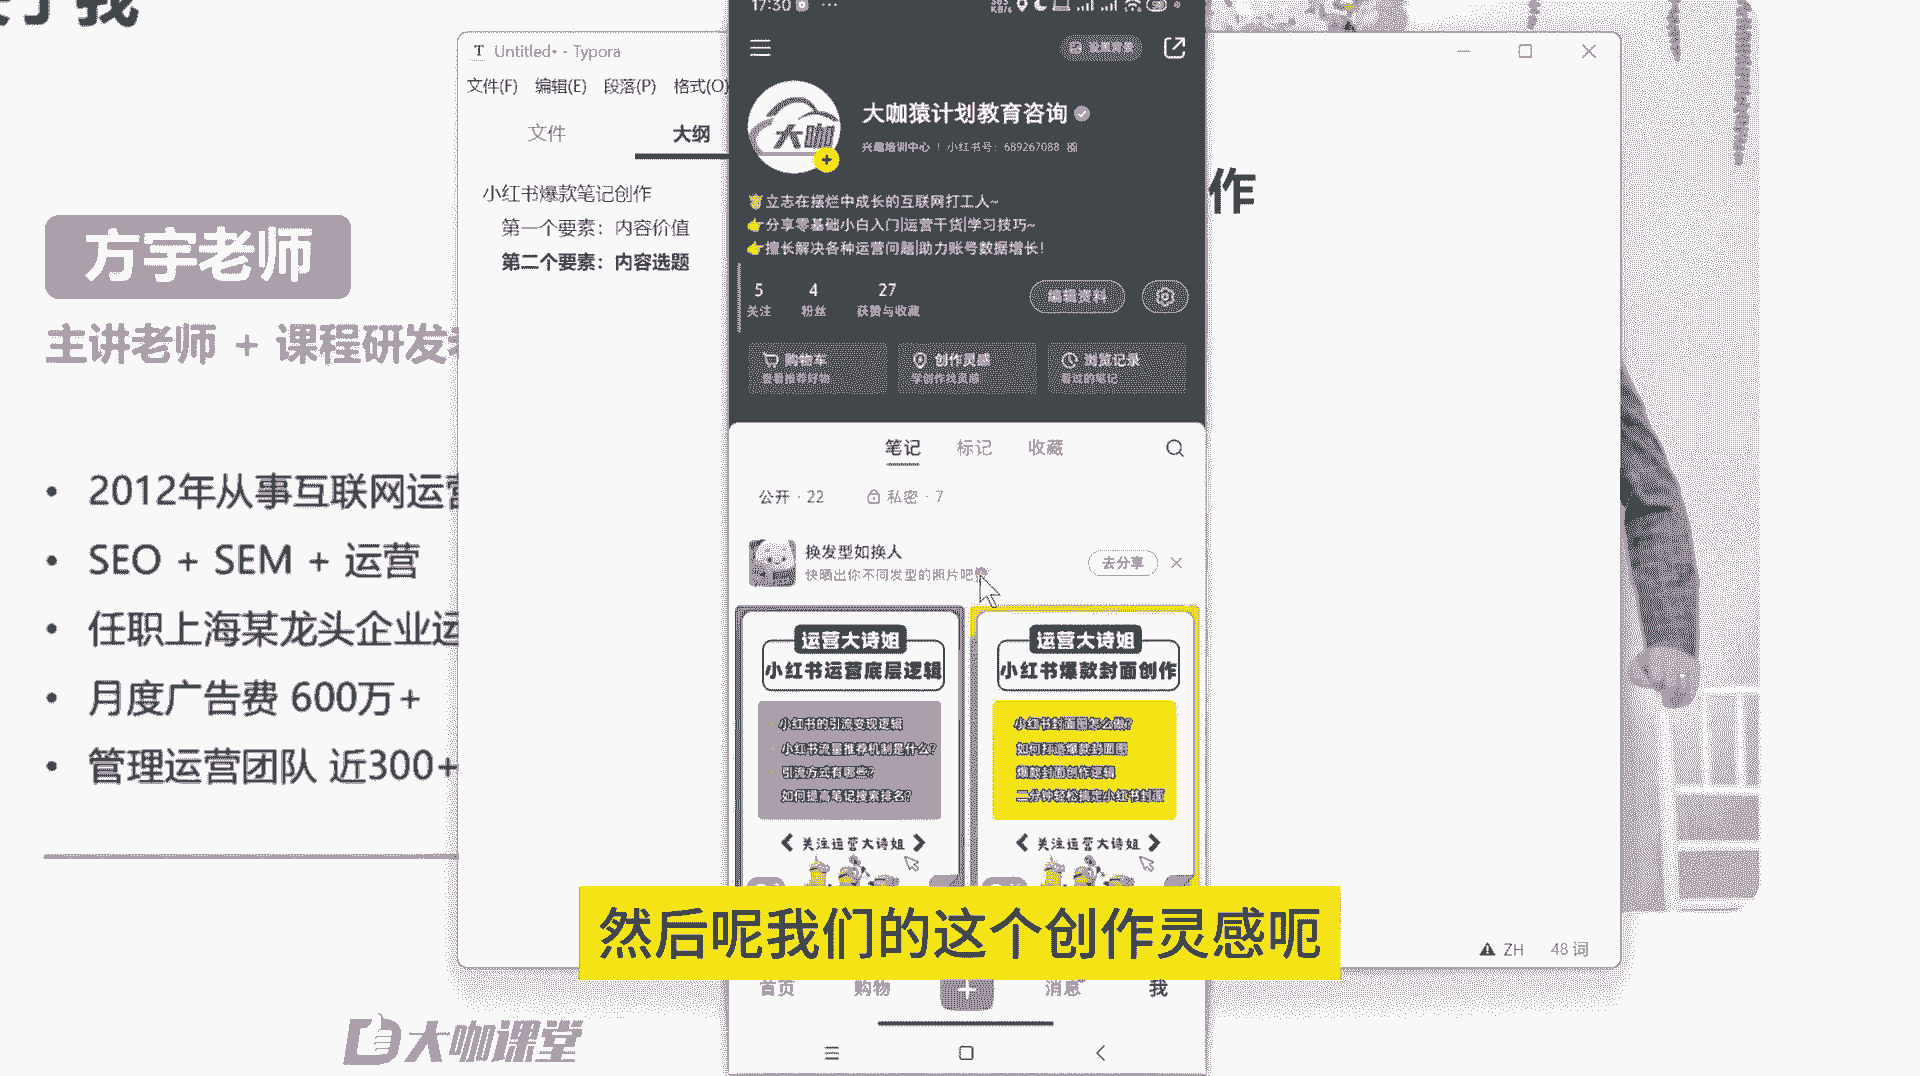 方宇老师
主讲老师 + 课程研发
2012年从事互联网运营
SEO + SEM + 运营
任职上海某龙头企业运
月度广告费 600万+
管理运营团队 近300+
大咖课堂
Untitled• - Typora
文件(F) 编辑(E) 段落(P) 格式(O)
文件 大纲
小红书爆款笔记创作
第一个要素：内容价值
第二个要素：内容选题
作
17:30
设置背景
大咖
大咖猿计划教育咨询
兴趣培训中心 | 小红书号：689267088
立志在摆烂中成长的互联网打工人~
分享零基础小白入门|运营干货|学习技巧~
擅长解决各种运营问题|助力账号数据增长！
5 4 27
关注 粉丝 获赞与收藏
编辑资料
购物车 创作灵感 浏览记录
查看推荐好物 学创作找灵感 看过的笔记
笔记 标记 收藏
公开 · 22 私密 · 7
换发型如换人
快晒出你不同发型的照片吧
去分享
运营大诗姐
小红书运营底层逻辑
小红书的引流变现逻辑
小红书流量推荐机制是什么？
引流方式有哪些？
如何提高笔记搜索排名？
关注运营大诗姐
运营大诗姐
小红书爆款封面创作
小红书封面图怎么做？
如何打造爆款封面图
爆款封面创作逻辑
二分钟轻松搞定小红书封面
关注运营大诗姐
然后呢我们的这个创作灵感呃
首页 购物 消息 我
ZH 48 词